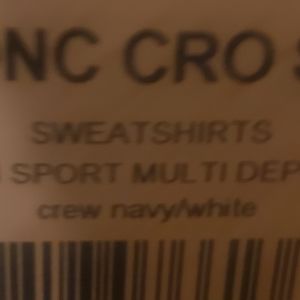 NC CRO
SWEATSHIRTS
SPORT MULTI DEP
crew navy/white